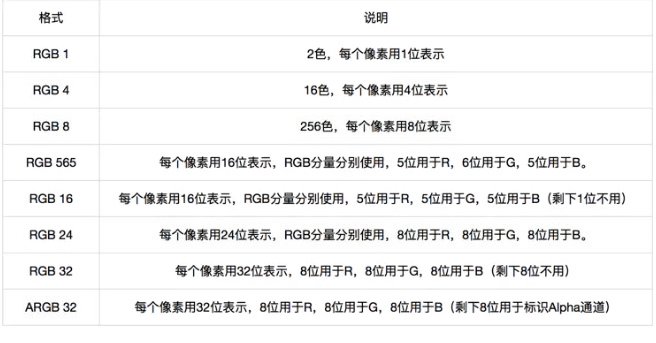 格式 说明
RGB 1 2色，每个像素用1位表示
RGB 4 16色，每个像素用4位表示
RGB 8 256色，每个像素用8位表示
RGB 565 每个像素用16位表示，RGB分量分别使用，5位用于R，6位用于G，5位用于B。
RGB 16 每个像素用16位表示，RGB分量分别使用，5位用于R，5位用于G，5位用于B（剩下1位不用）
RGB 24 每个像素用24位表示，RGB分量分别使用，8位用于R，8位用于G，8位用于B。
RGB 32 每个像素用32位表示，8位用于R，8位用于G，8位用于B（剩下8位不用）
ARGB 32 每个像素用32位表示，8位用于R，8位用于G，8位用于B（剩下8位用于标识Alpha通道）